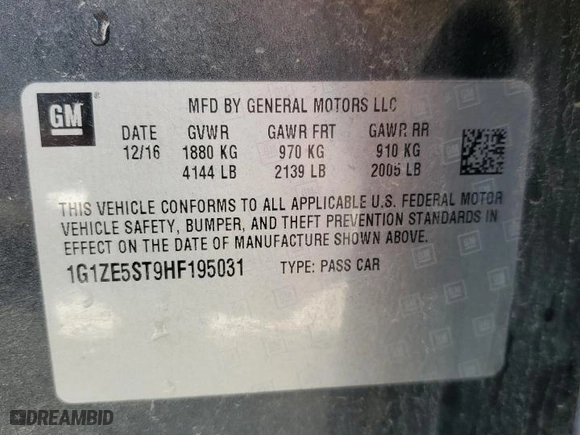 GM ®
MFD BY GENERAL MOTORS LLC
DATE GVWR GAWR FRT GAWR RR
12/16 1880 KG 970 KG 910 KG
4144 LB 2139 LB 2006 LB
THIS VEHICLE CONFORMS TO ALL APPLICABLE U.S. FEDERAL MOTOR
VEHICLE SAFETY, BUMPER, AND THEFT PREVENTION STANDARDS IN
EFFECT ON THE DATE OF MANUFACTURE SHOWN ABOVE.
1G1ZE5ST9HF195031 TYPE: PASS CAR
DREAMBID